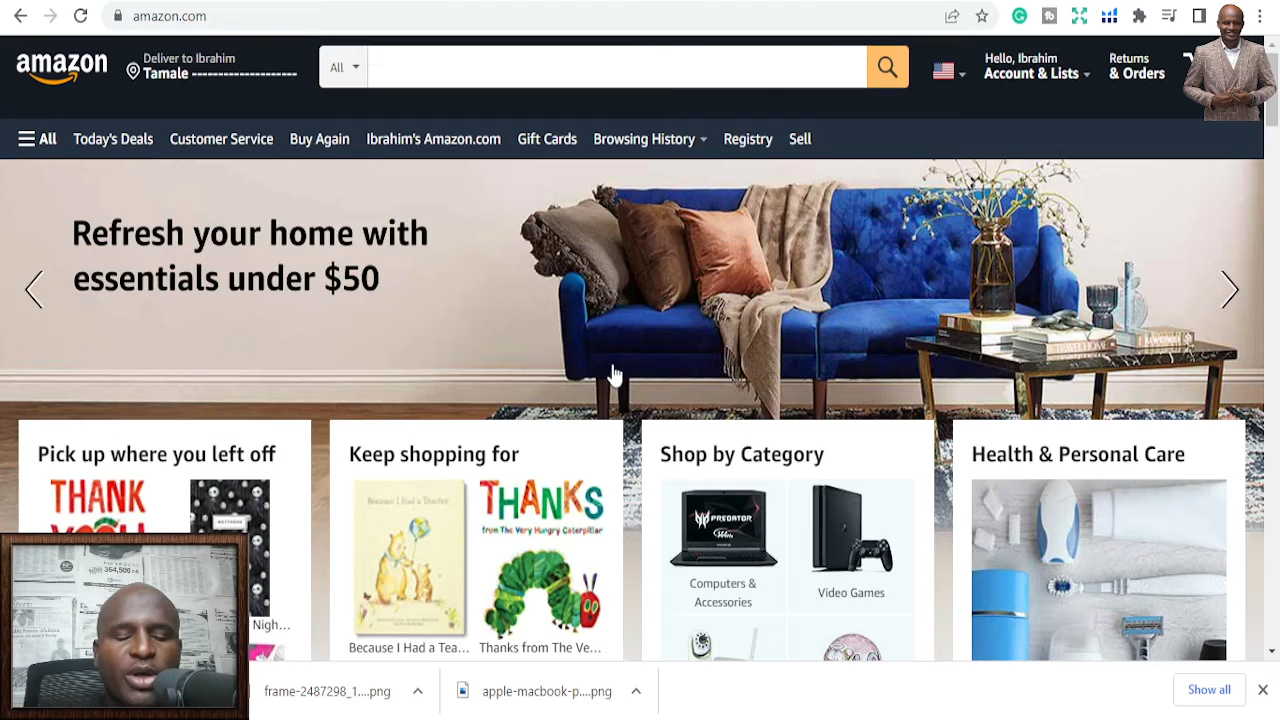 amazon.com
amazon
Deliver to Ibrahim
Tamale --------------------
All
Hello, Ibrahim
Account & Lists
Returns
& Orders
All
Today's Deals
Customer Service
Buy Again
Ibrahim's Amazon.com
Gift Cards
Browsing History
Registry
Sell
Refresh your home with
essentials under $50
Pick up where you left off
THANK
Nigh...
Keep shopping for
Because I Had a Teacher
THANKS
from The Very Hungry Caterpillar
Because I Had a Tea...
Thanks from The Ve...
Shop by Category
PREDATOR
Computers &
Accessories
Video Games
Health & Personal Care
364,500
frame-2487298_1....png
apple-macbook-p....png
Show all